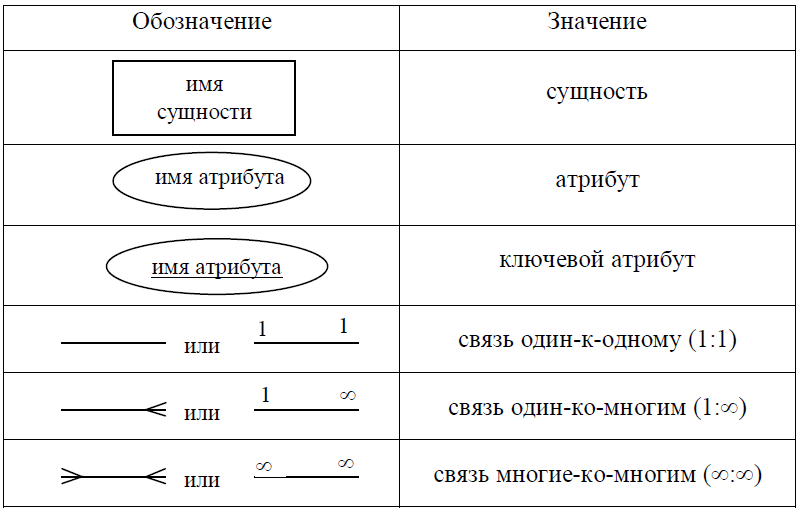 Обозначение Значение
имя
сущности
сущность
имя атрибута
атрибут
имя атрибута
ключевой атрибут
или 1 1
связь один-к-одному (1:1)
или 1 ∞
связь один-ко-многим (1:∞)
или ∞ ∞
связь многие-ко-многим (∞:∞)